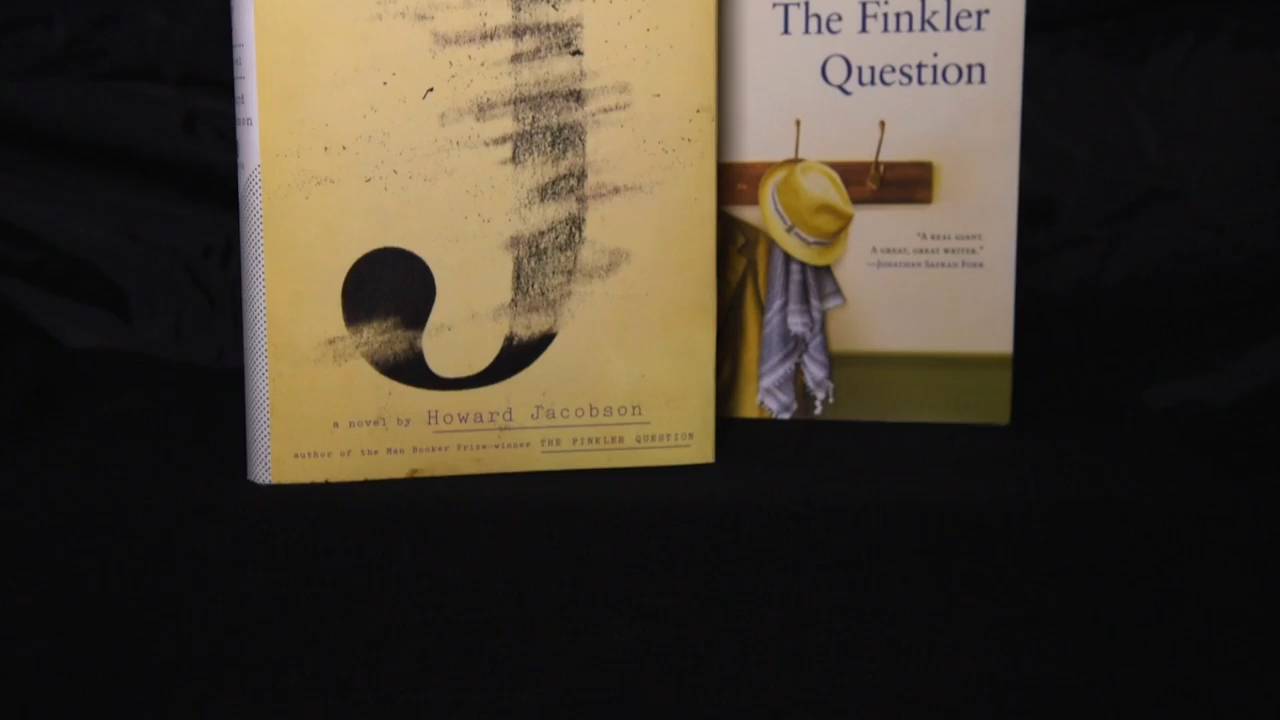 J
a novel by Howard Jacobson
author of the Man Booker Prize-winner THE FINKLER QUESTION
The Finkler
Question
"A REAL GIANT.
A GREAT, GREAT WRITER."
—JONATHAN SAFRAN FOER